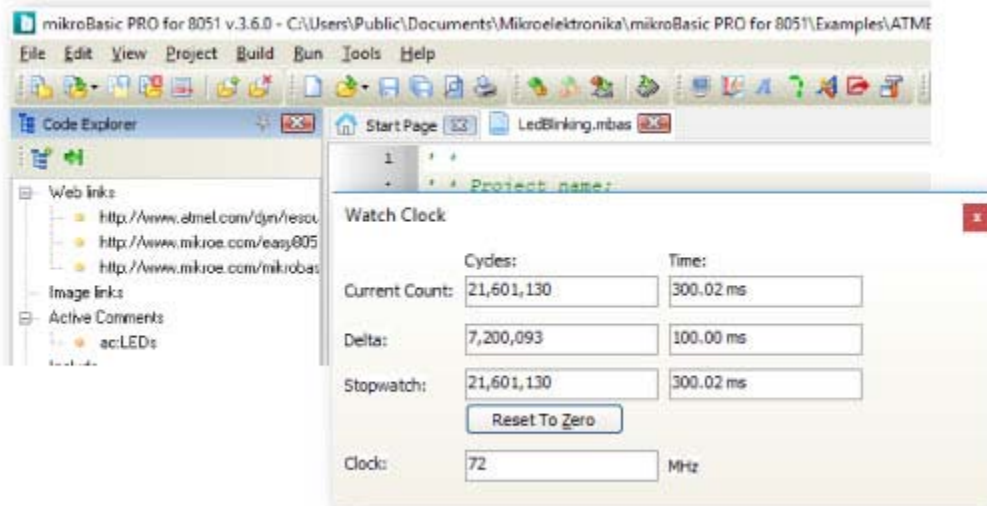 mikroBasic PRO for 8051 v.3.6.0 - C:\Users\Public\Documents\Mikroelektronika\mikroBasic PRO for 8051\Examples\ATME
File Edit View Project Build Run Tools Help
Code Explorer
Start Page LedBlinking.mbas
1 ' *
' * Project name:
Web links
http://www.atmel.com/dyn/resou
http://www.mikroe.com/easy805
http://www.mikroe.com/mikrobas
Image links
Active Comments
ac:LEDs
Watch Clock
Cycles: Time:
Current Count: 21,601,130 300.02 ms
Delta: 7,200,093 100.00 ms
Stopwatch: 21,601,130 300.02 ms
Reset To Zero
Clock: 72 MHz